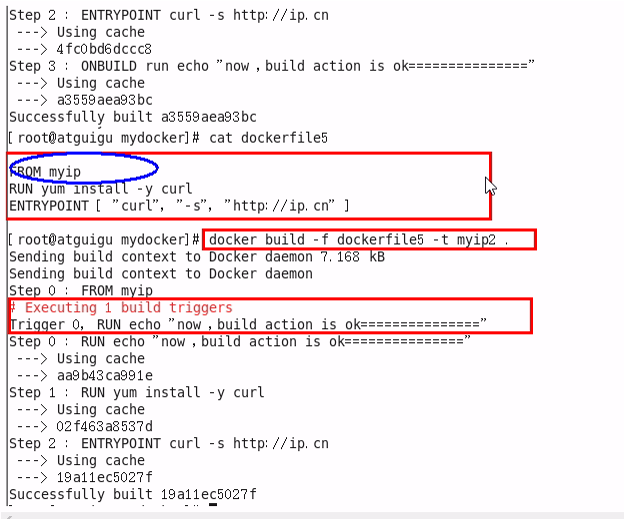 Step 2 : ENTRYPOINT curl -s http://ip.cn
---> Using cache
---> 4fc0bd6dccc8
Step 3 : ONBUILD run echo "now ,build action is ok==============="
---> Using cache
---> a3559aea93bc
Successfully built a3559aea93bc
[root@atguigu mydocker]# cat dockerfile5
FROM myip
RUN yum install -y curl
ENTRYPOINT [ "curl", "-s", "http://ip.cn" ]
[root@atguigu mydocker]# docker build -f dockerfile5 -t myip2 .
Sending build context to Docker daemon 7.168 kB
Sending build context to Docker daemon
Step 0 : FROM myip
# Executing 1 build triggers
Trigger 0, RUN echo "now ,build action is ok==============="
Step 0 : RUN echo "now ,build action is ok==============="
---> Using cache
---> aa9b43ca991e
Step 1 : RUN yum install -y curl
---> Using cache
---> 02f463a8537d
Step 2 : ENTRYPOINT curl -s http://ip.cn
---> Using cache
---> 19a11ec5027f
Successfully built 19a11ec5027f